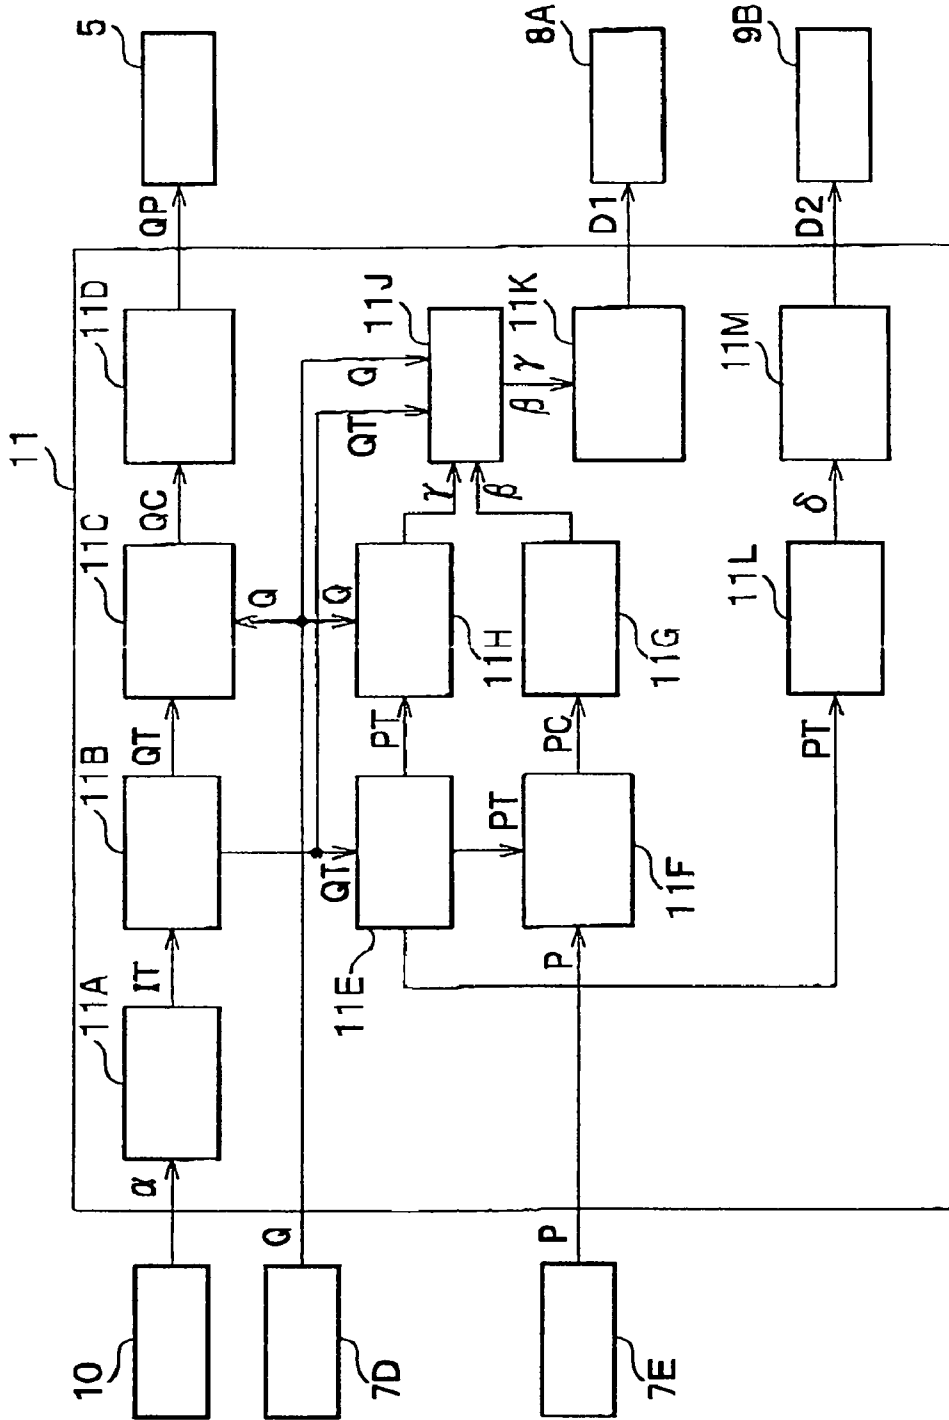 11
10
α
11A
IT
11B
QT
11C
QC
11D
QP
5
7D
Q
Q
Q
QT
11E
PT
11H
γ
QT
Q
11J
7E
P
P
PT
11F
PC
11G
β
β
γ
11K
D1
8A
PT
11L
δ
11M
D2
9B